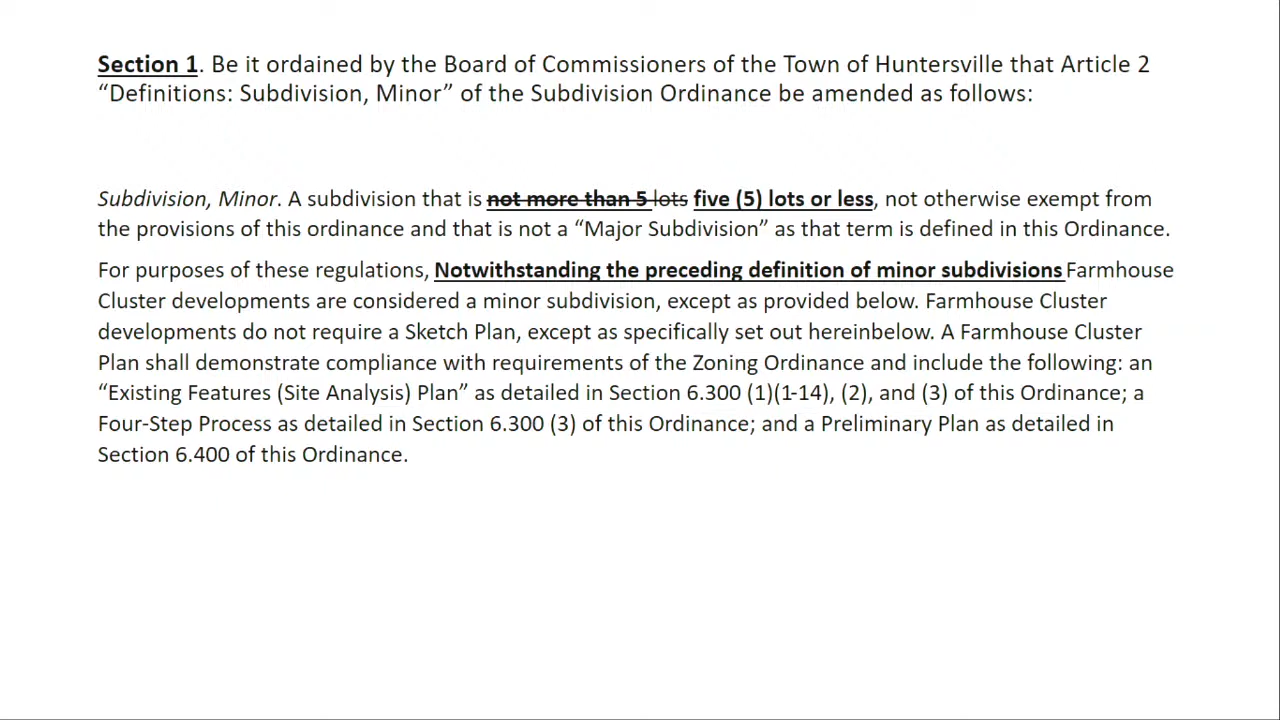 Section 1. Be it ordained by the Board of Commissioners of the Town of Huntersville that Article 2
“Definitions: Subdivision, Minor” of the Subdivision Ordinance be amended as follows:
Subdivision, Minor. A subdivision that is not more than 5 lots five (5) lots or less, not otherwise exempt from
the provisions of this ordinance and that is not a “Major Subdivision” as that term is defined in this Ordinance.
For purposes of these regulations, Notwithstanding the preceding definition of minor subdivisions Farmhouse
Cluster developments are considered a minor subdivision, except as provided below. Farmhouse Cluster
developments do not require a Sketch Plan, except as specifically set out hereinbelow. A Farmhouse Cluster
Plan shall demonstrate compliance with requirements of the Zoning Ordinance and include the following: an
“Existing Features (Site Analysis) Plan” as detailed in Section 6.300 (1)(1-14), (2), and (3) of this Ordinance; a
Four-Step Process as detailed in Section 6.300 (3) of this Ordinance; and a Preliminary Plan as detailed in
Section 6.400 of this Ordinance.